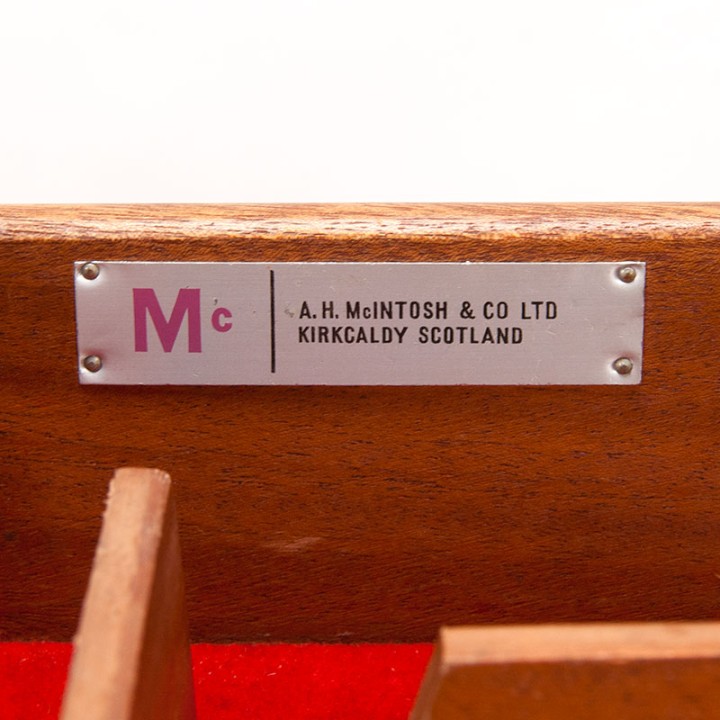 Mc
A. H. McINTOSH & CO LTD
KIRKCALDY SCOTLAND